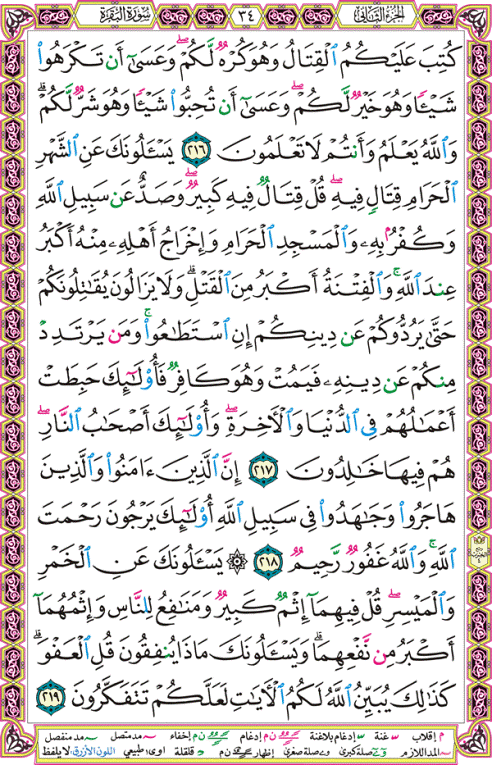 الجزء الثاني
٣٤
سورة البقرة
كُتِبَ عَلَيْكُمُ ٱلْقِتَالُ وَهُوَ كُرْهٌ لَّكُمْ ۖ وَعَسَىٰٓ أَن تَكْرَهُوا۟
شَيْـًٔا وَهُوَ خَيْرٌ لَّكُمْ ۖ وَعَسَىٰٓ أَن تُحِبُّوا۟ شَيْـًٔا وَهُوَ شَرٌّ لَّكُمْ ۗ
وَٱللَّهُ يَعْلَمُ وَأَنتُمْ لَا تَعْلَمُونَ ٢١٦ يَسْـَٔلُونَكَ عَنِ ٱلشَّهْرِ
ٱلْحَرَامِ قِتَالٍ فِيهِ ۖ قُلْ قِتَالٌ فِيهِ كَبِيرٌ ۖ وَصَدٌّ عَن سَبِيلِ ٱللَّهِ
وَكُفْرٌۢ بِهِۦ وَٱلْمَسْجِدِ ٱلْحَرَامِ وَإِخْرَاجُ أَهْلِهِۦ مِنْهُ أَكْبَرُ
عِندَ ٱللَّهِ ۚ وَٱلْفِتْنَةُ أَكْبَرُ مِنَ ٱلْقَتْلِ ۗ وَلَا يَزَالُونَ يُقَـٰتِلُونَكُمْ
حَتَّىٰ يَرُدُّوكُمْ عَن دِينِكُمْ إِنِ ٱسْتَطَـٰعُوا۟ ۚ وَمَن يَرْتَدِدْ
مِنكُمْ عَن دِينِهِۦ فَيَمُتْ وَهُوَ كَافِرٌ فَأُو۟لَـٰٓئِكَ حَبِطَتْ
أَعْمَـٰلُهُمْ فِى ٱلدُّنْيَا وَٱلْـَٔاخِرَةِ ۖ وَأُو۟لَـٰٓئِكَ أَصْحَـٰبُ ٱلنَّارِ ۖ
هُمْ فِيهَا خَـٰلِدُونَ ٢١٧ إِنَّ ٱلَّذِينَ ءَامَنُوا۟ وَٱلَّذِينَ
هَاجَرُوا۟ وَجَـٰهَدُوا۟ فِى سَبِيلِ ٱللَّهِ أُو۟لَـٰٓئِكَ يَرْجُونَ رَحْمَتَ
ٱللَّهِ ۚ وَٱللَّهُ غَفُورٌ رَّحِيمٌ ٢١٨ ۞ يَسْـَٔلُونَكَ عَنِ ٱلْخَمْرِ
وَٱلْمَيْسِرِ ۖ قُلْ فِيهِمَآ إِثْمٌ كَبِيرٌ وَمَنَـٰفِعُ لِلنَّاسِ وَإِثْمُهُمَآ
أَكْبَرُ مِن نَّفْعِهِمَا ۗ وَيَسْـَٔلُونَكَ مَاذَا يُنفِقُونَ قُلِ ٱلْعَفْوَ ۗ
كَذَٰلِكَ يُبَيِّنُ ٱللَّهُ لَكُمُ ٱلْـَٔايَـٰتِ لَعَلَّكُمْ تَتَفَكَّرُونَ ٢١٩
م إقلاب س غنة س إدغام بلاغنة ن م إدغام ن م إخفاء مد متصل مد منفصل
المد اللازم وصلة كبرى وصلة صغرى إظهار قلقلة اوى: طبيعي اللون الأزرق: لا يلفظ